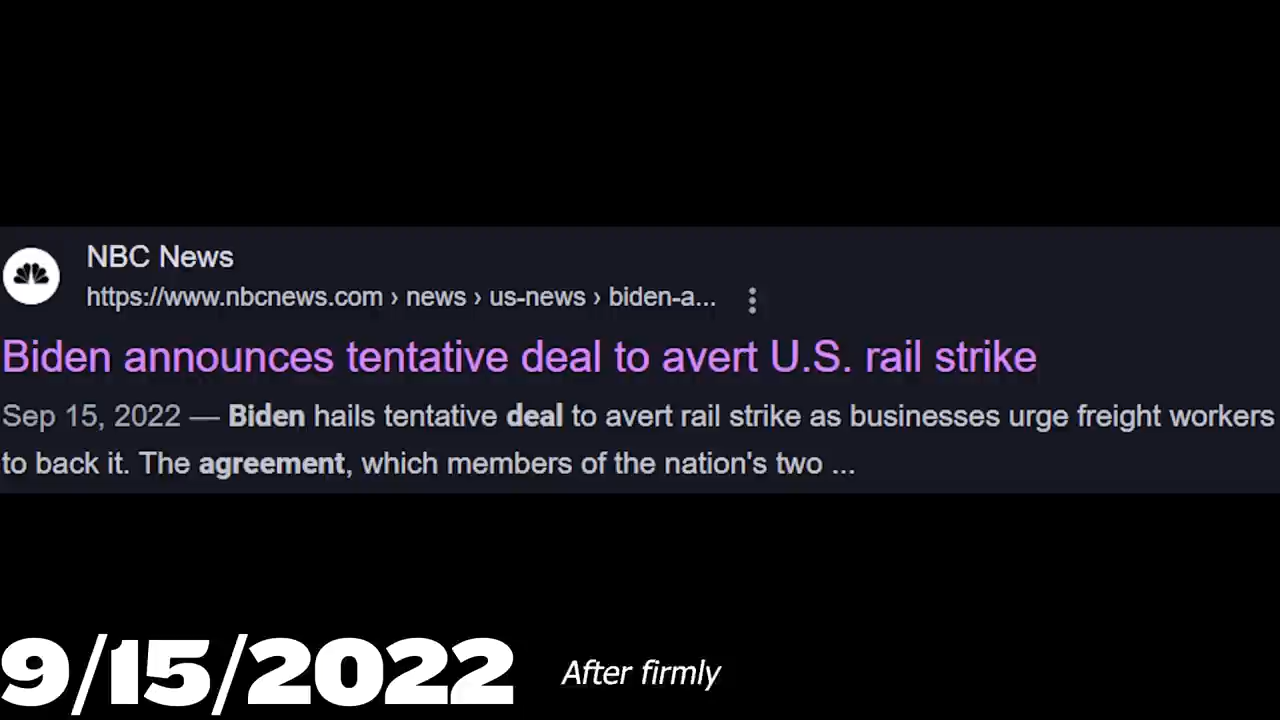 NBC News
https://www.nbcnews.com › news › us-news › biden-a...
Biden announces tentative deal to avert U.S. rail strike
Sep 15, 2022 — Biden hails tentative deal to avert rail strike as businesses urge freight workers
to back it. The agreement, which members of the nation's two ...
9/15/2022
After firmly